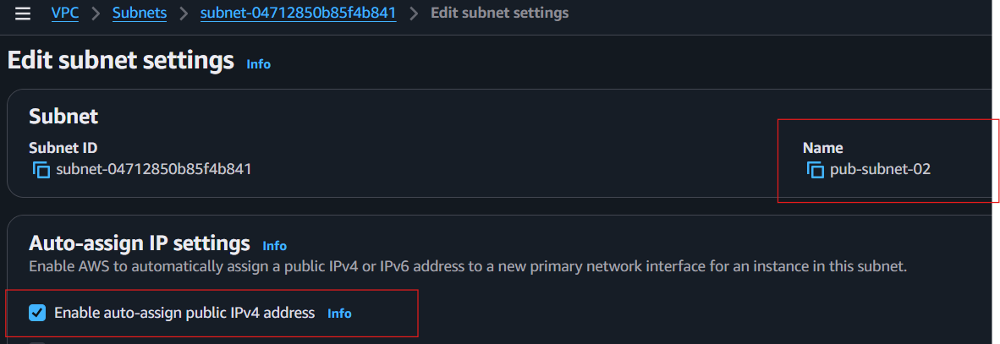 VPC > Subnets > subnet-04712850b85f4b841 > Edit subnet settings
Edit subnet settings Info
Subnet
Subnet ID
subnet-04712850b85f4b841
Name
pub-subnet-02
Auto-assign IP settings Info
Enable AWS to automatically assign a public IPv4 or IPv6 address to a new primary network interface for an instance in this subnet.
Enable auto-assign public IPv4 address Info